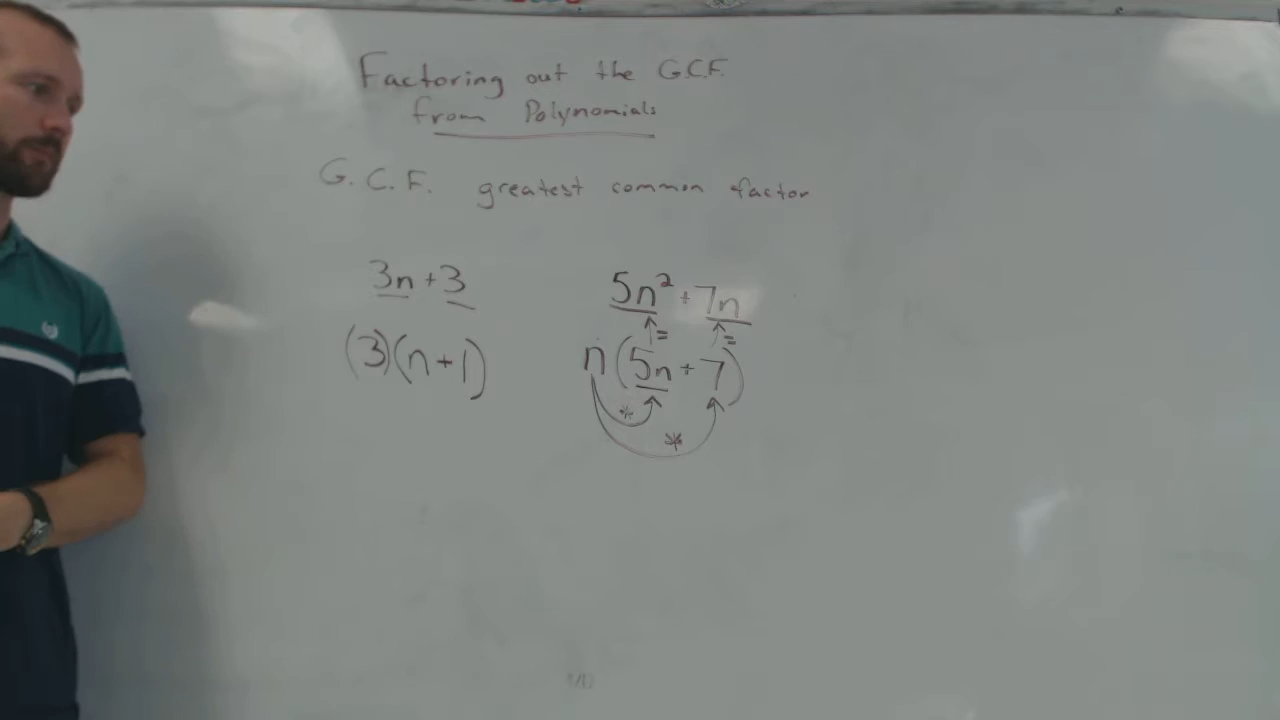 Factoring out the G.C.F.
from Polynomials
G. C. F. greatest common factor
3n + 3
(3)(n + 1)
5n² + 7n
= =
n(5n + 7)
* *